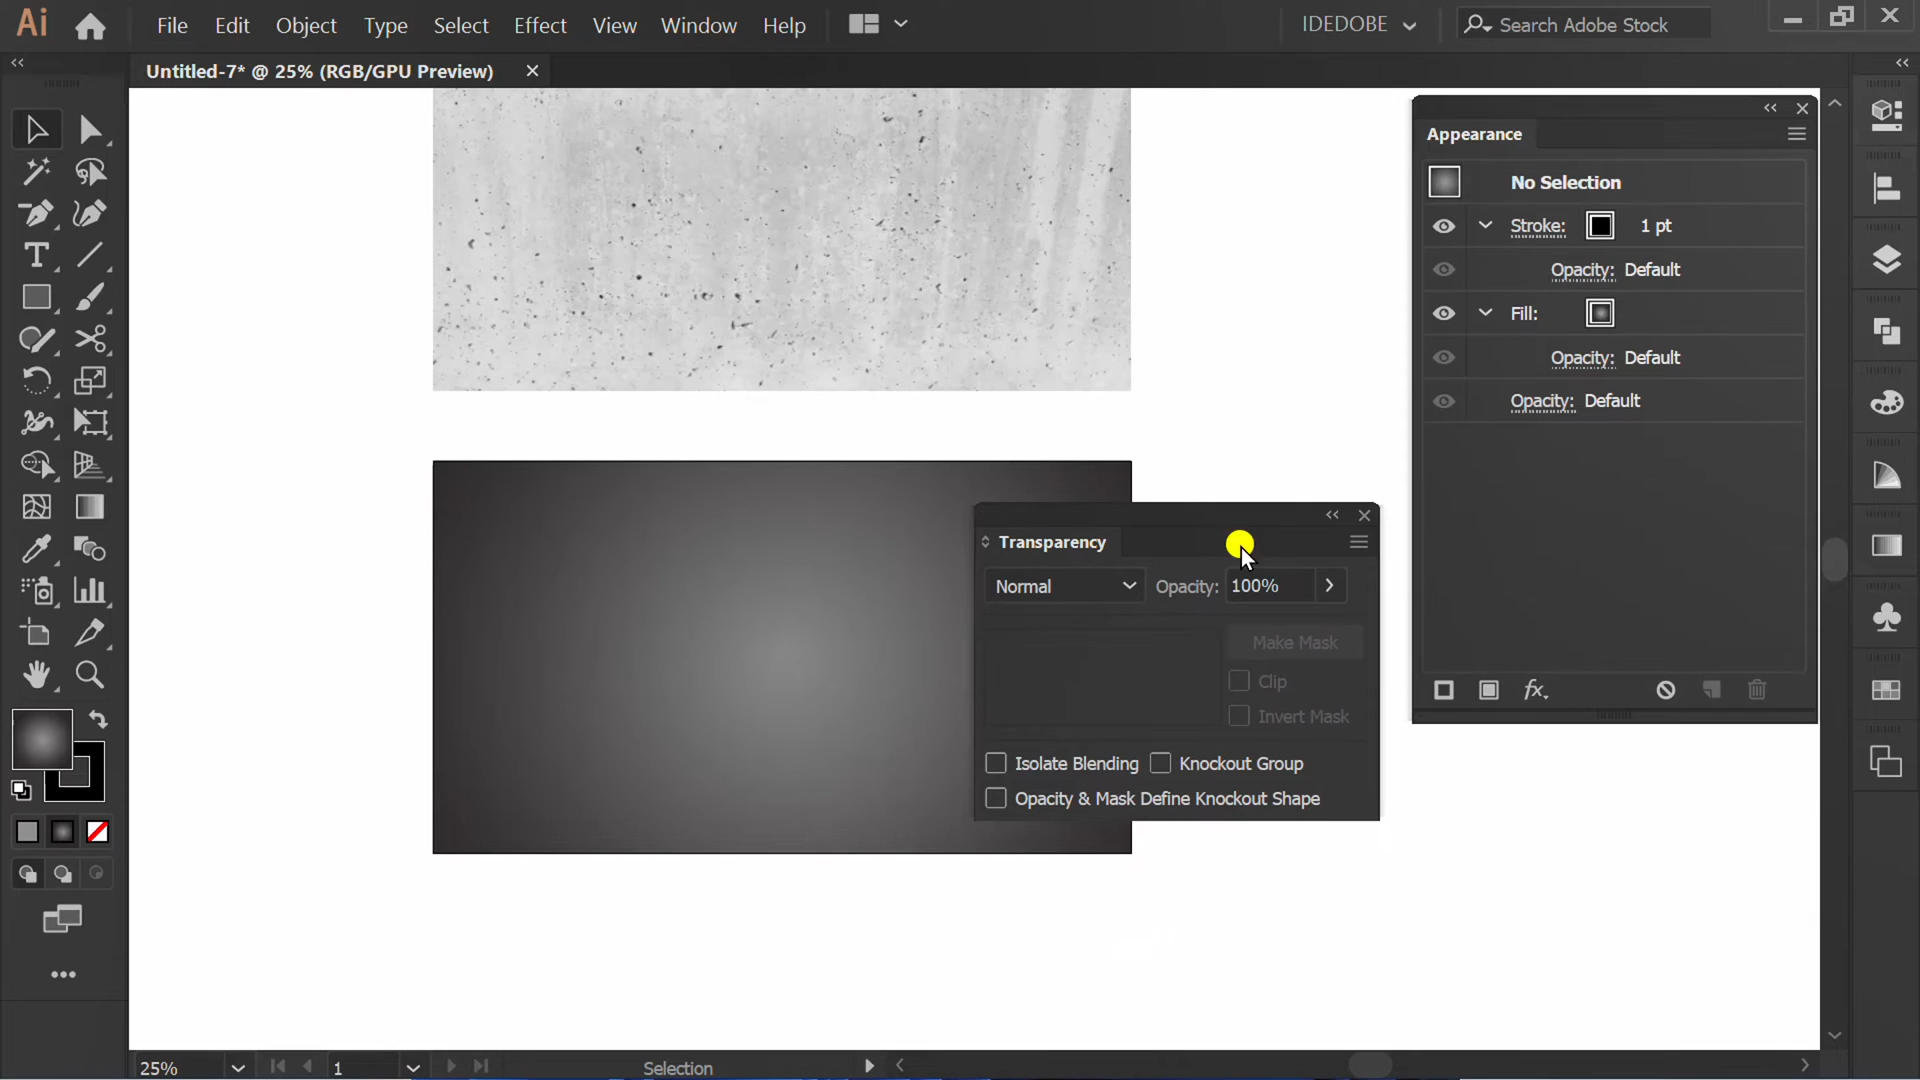 Ai
File Edit Object Type Select Effect View Window Help
IDEDOBE
Search Adobe Stock
Untitled-7* @ 25% (RGB/GPU Preview)
Appearance
No Selection
Stroke: 1 pt
Opacity: Default
Fill:
Opacity: Default
Opacity: Default
fx
Transparency
Normal Opacity: 100%
Make Mask
Clip
Invert Mask
Isolate Blending Knockout Group
Opacity & Mask Define Knockout Shape
25% 1 Selection